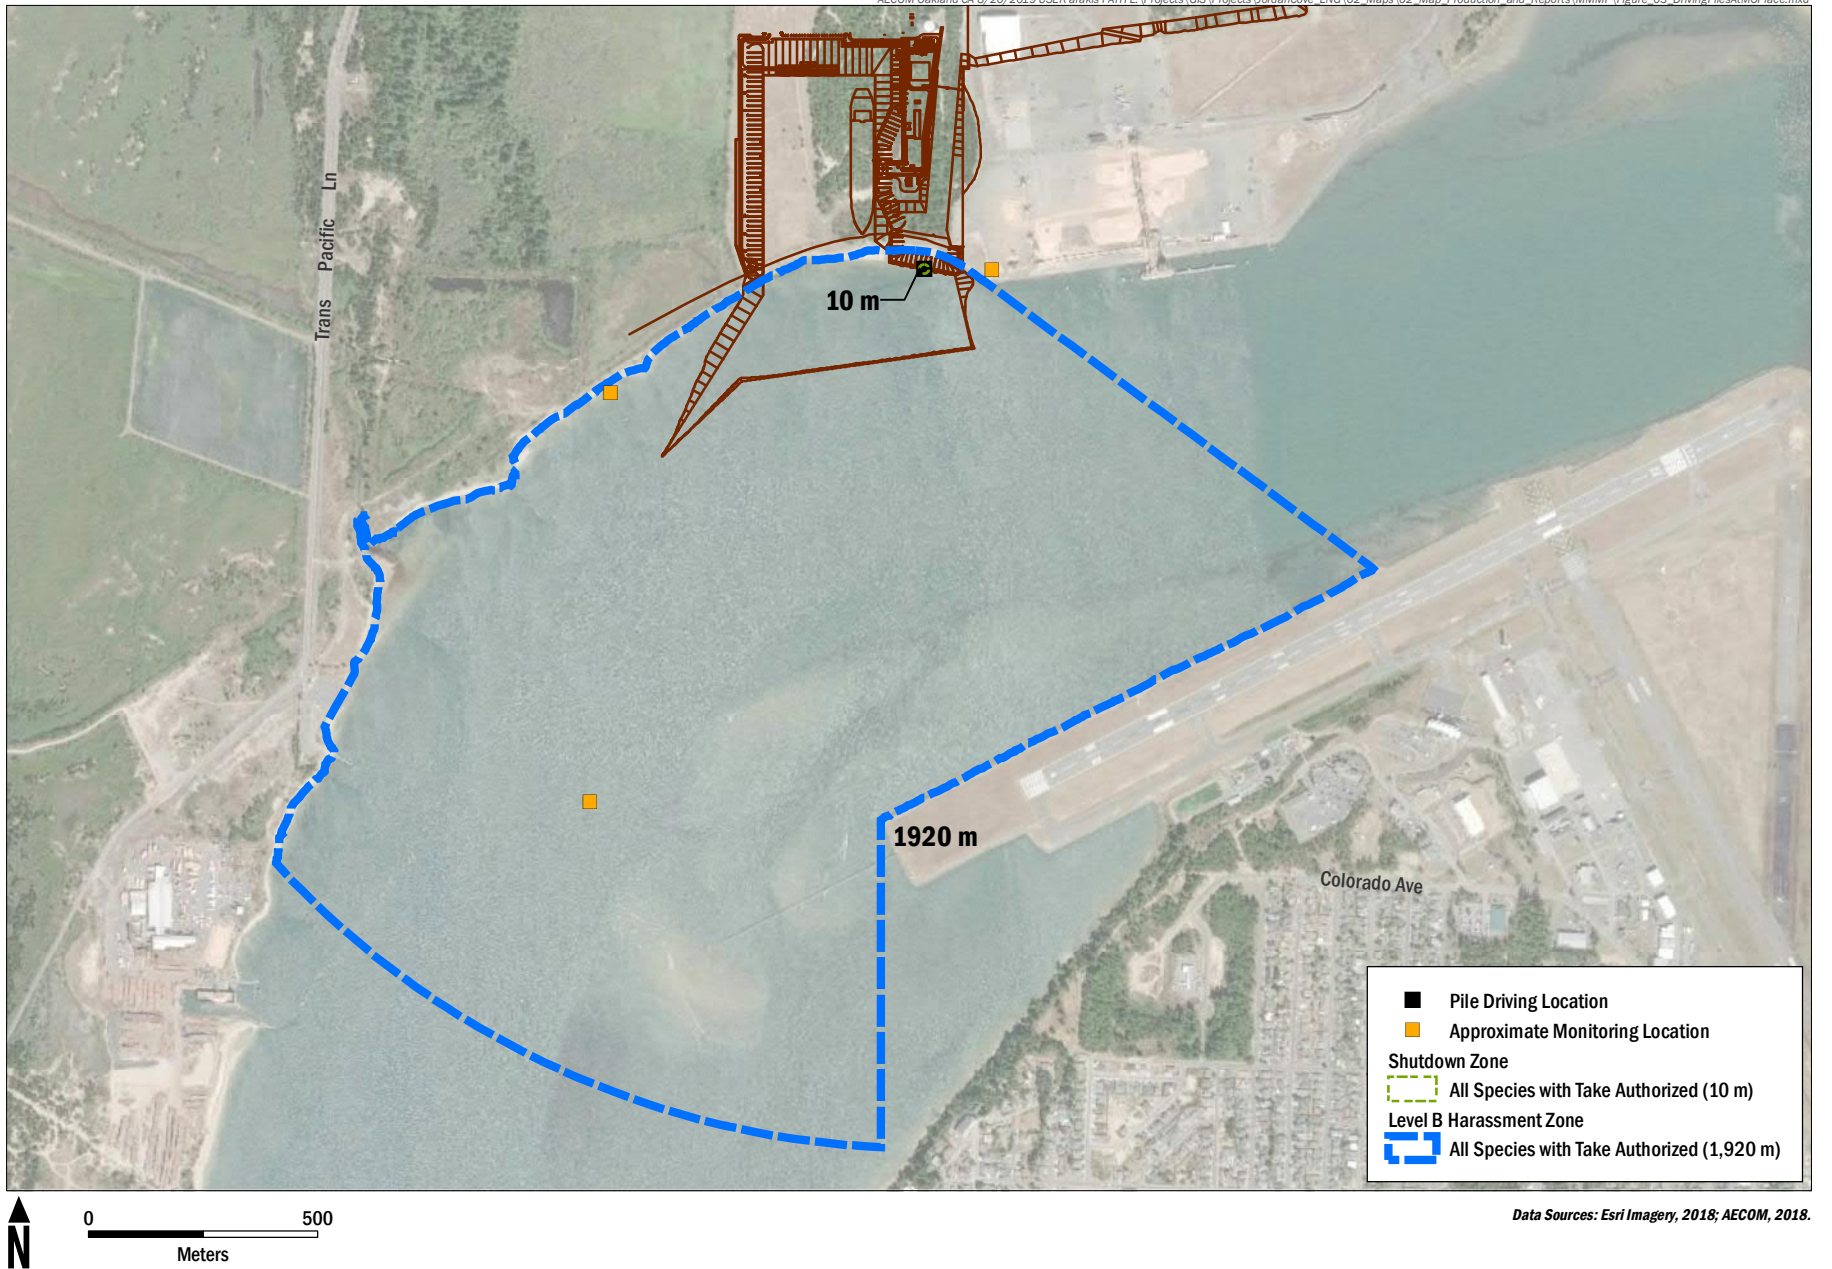 Trans Pacific Ln
10 m
1920 m
Colorado Ave
Pile Driving Location
Approximate Monitoring Location
Shutdown Zone
All Species with Take Authorized (10 m)
Level B Harassment Zone
All Species with Take Authorized (1,920 m)
N
0 500
Meters
Data Sources: Esri Imagery, 2018; AECOM, 2018.